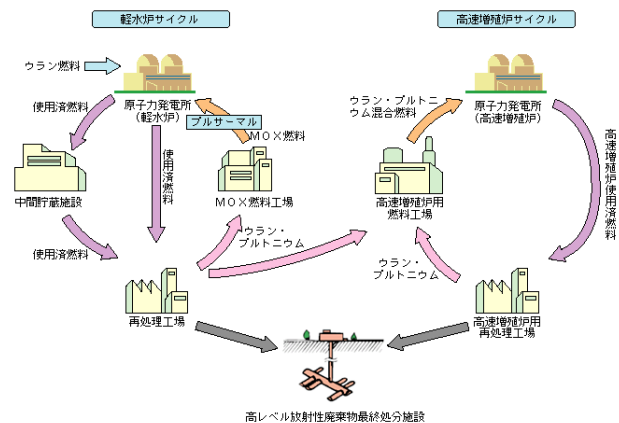 軽水炉サイクル
高速増殖炉サイクル
ウラン燃料
原子力発電所
(軽水炉)
使用済燃料
プルサーマル
MOX燃料
使用済燃料
中間貯蔵施設
MOX燃料工場
使用済燃料
ウラン・
プルトニウム
再処理工場
ウラン・プルトニ
ウム混合燃料
原子力発電所
(高速増殖炉)
高速増殖炉用
燃料工場
高速増殖炉使用済燃料
ウラン・
プルトニウム
高速増殖炉用
再処理工場
高レベル放射性廃棄物最終処分施設